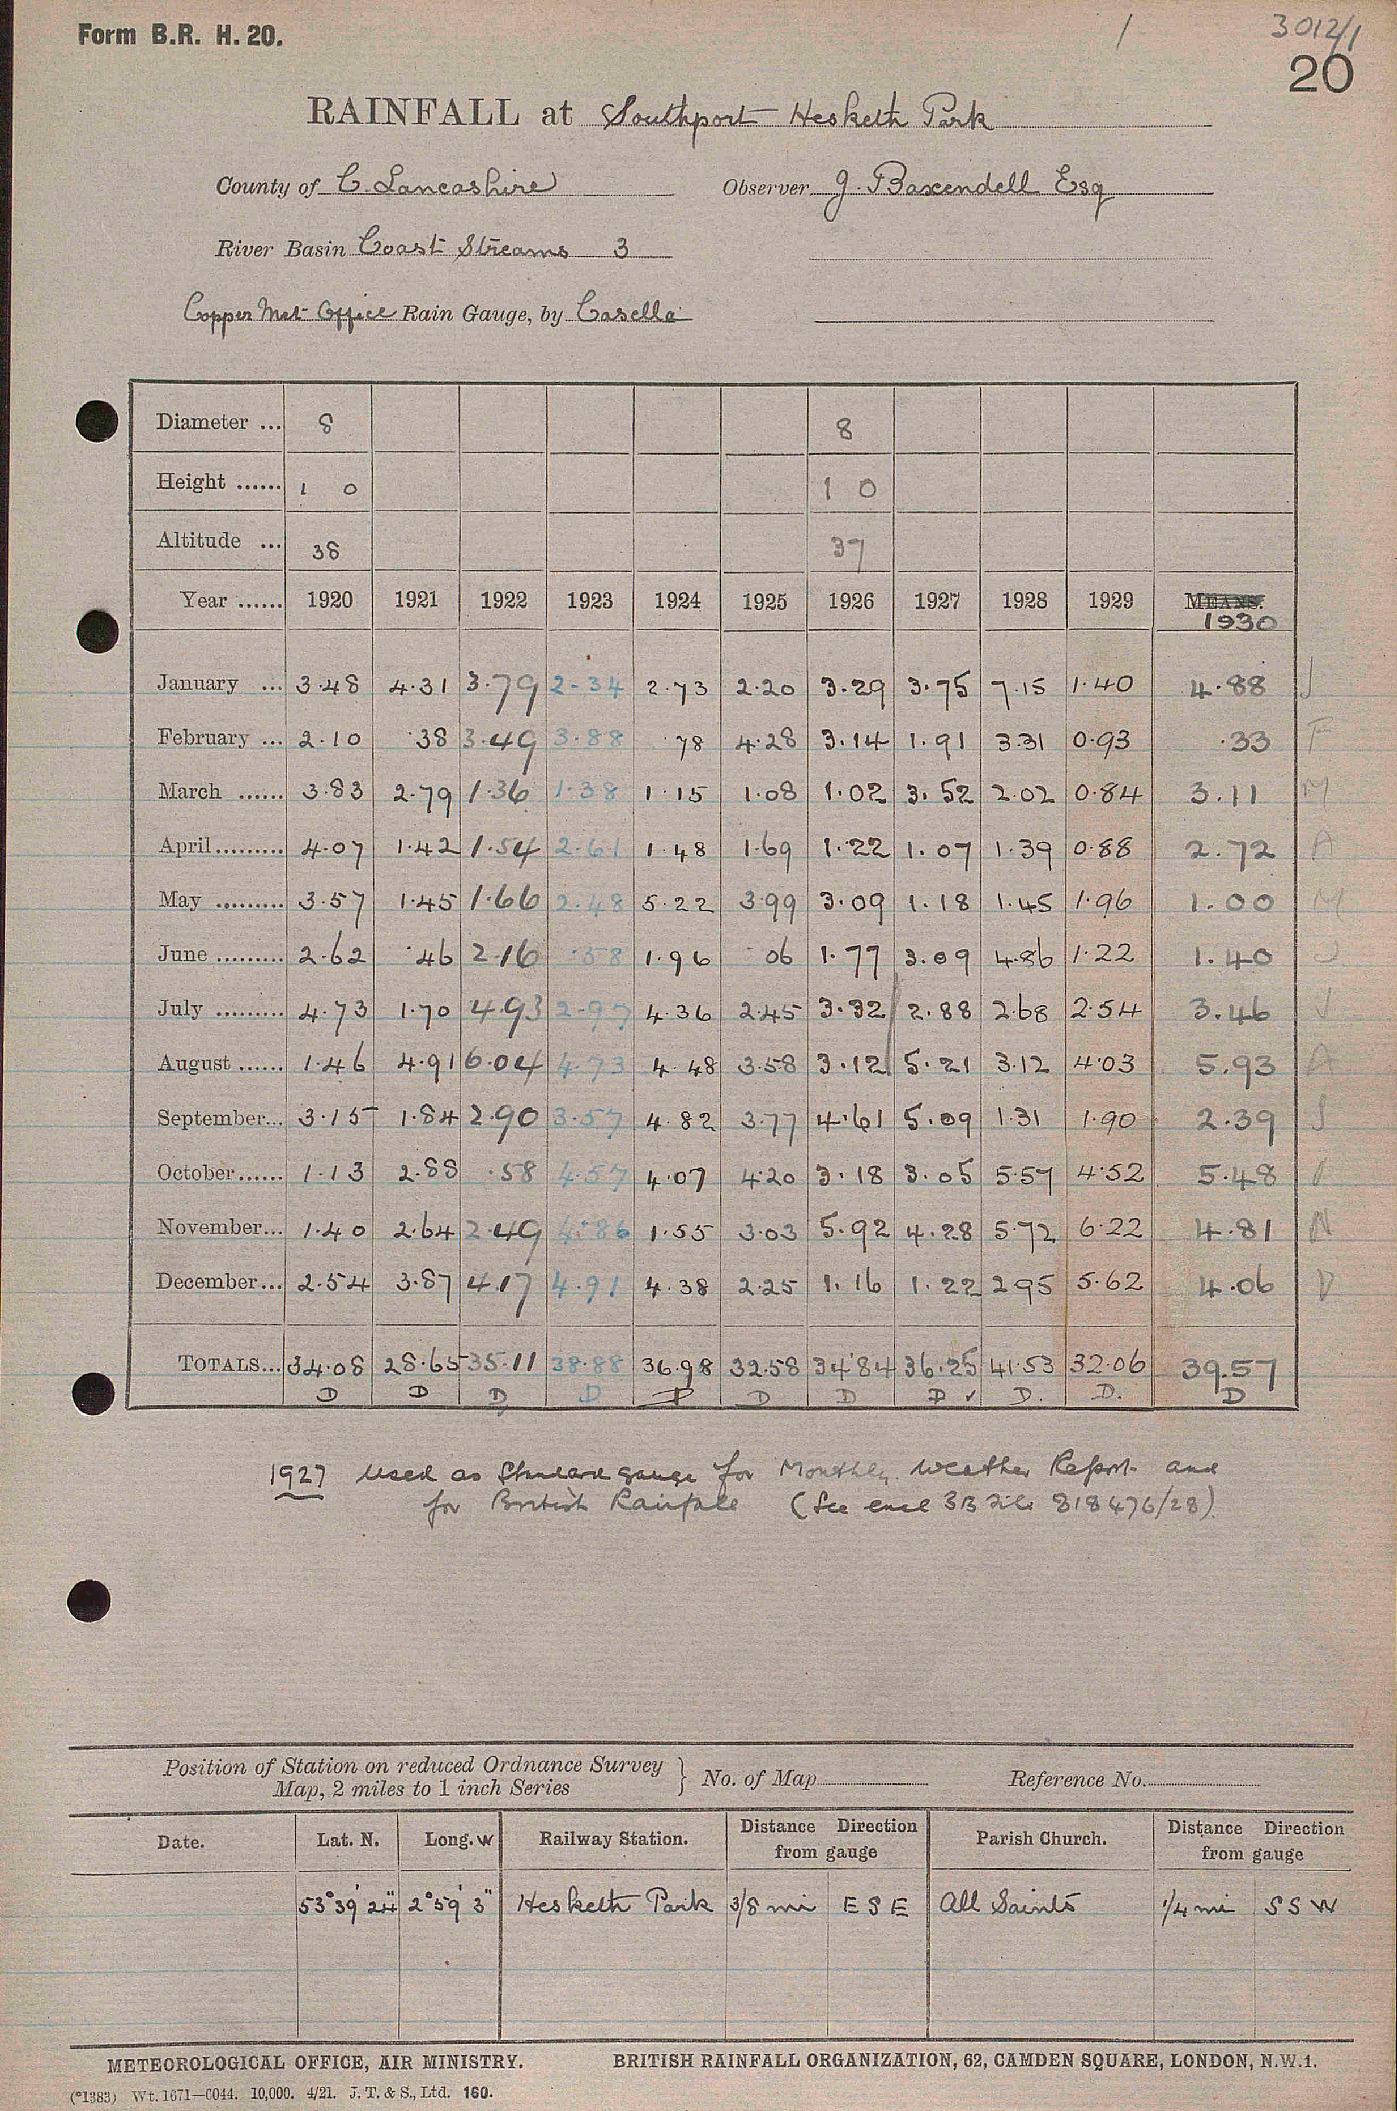 Form B.R. H. 20.
1
3012/1
20
RAINFALL at Southport Hesketh Park
County of C. Lancashire Observer J. Baxendell Esq
River Basin Coast Streams 3
Copper Met. Office Rain Gauge, by Casella
Diameter ... 8 8
Height ...... 1 0 1 0
Altitude ... 38 37
Year ...... 1920 1921 1922 1923 1924 1925 1926 1927 1928 1929 MEANS. 1930
January ... 3.48 4.31 3.79 2.34 2.73 2.20 3.29 3.75 7.15 1.40 4.88 J
February ... 2.10 .38 3.49 3.88 78 4.28 3.14 1.91 3.31 0.93 .33 F
March ...... 3.83 2.79 1.36 1.38 1.15 1.08 1.02 3.52 2.02 0.84 3.11 M
April ......... 4.07 1.42 1.54 2.61 1.48 1.69 1.22 1.07 1.39 0.88 2.72 A
May ......... 3.57 1.45 1.66 2.48 5.22 3.99 3.09 1.18 1.45 1.96 1.00 M
June ......... 2.62 .46 2.16 .58 1.96 06 1.77 3.09 4.86 1.22 1.40 J
July ......... 4.73 1.70 4.93 2.97 4.36 2.45 3.32 2.88 2.68 2.54 3.46 J
August ...... 1.46 4.91 6.04 4.73 4.48 3.58 3.12 5.21 3.12 4.03 5.93 A
September... 3.15 1.84 2.90 3.57 4.82 3.77 4.61 5.09 1.31 1.90 2.39 S
October...... 1.13 2.88 .58 4.57 4.07 4.20 3.18 3.05 5.57 4.52 5.48
November... 1.40 2.64 2.49 4.86 1.55 3.03 5.92 4.28 5.72 6.22 4.81 N
December... 2.54 3.87 4.17 4.91 4.38 2.25 1.16 1.22 2.95 5.62 4.06 D
TOTALS... 34.08 28.65 35.11 38.88 36.98 32.58 34.84 36.25 41.53 32.06 39.57
D D D D D D D D ✓ D. D. D
1927 Used as Standard gauge for Monthly Weather Report and
for British Rainfall (See encl 3B File 818476/28)
Position of Station on reduced Ordnance Survey
Map, 2 miles to 1 inch Series } No. of Map Reference No.
Date. Lat. N. Long. W Railway Station. Distance Direction from gauge Parish Church. Distance Direction from gauge
53° 39' 24" 2° 59' 3" Hesketh Park 3/8 mi E S E All Saints 1/4 mi S S W
METEOROLOGICAL OFFICE, AIR MINISTRY. BRITISH RAINFALL ORGANIZATION, 62, CAMDEN SQUARE, LONDON, N.W.1.
(*1383) Wt. 1671—C044. 10,000. 4/21. J. T. & S., Ltd. 160.